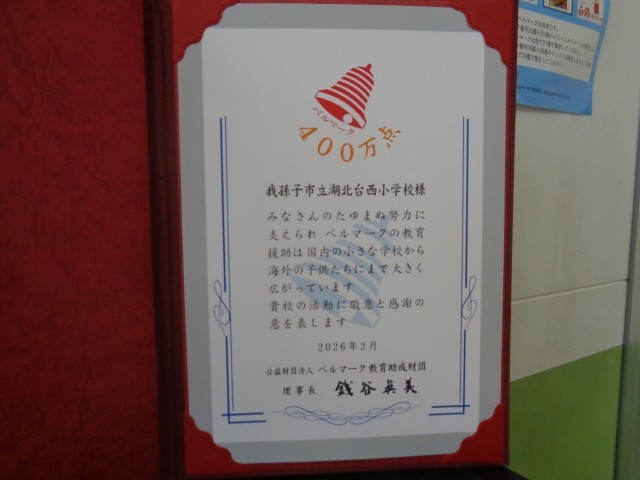 ベルマーク
400万点
我孫子市立湖北台西小学校様
みなさんのたゆまぬ努力に
支えられ ベルマークの教育
援助は国内の小さな学校から
海外の子供たちにまで大きく
広がっています
貴校の活動に敬意と感謝の
意を表します
2026年2月
公益財団法人 ベルマーク教育助成財団
理事長 銭谷眞美